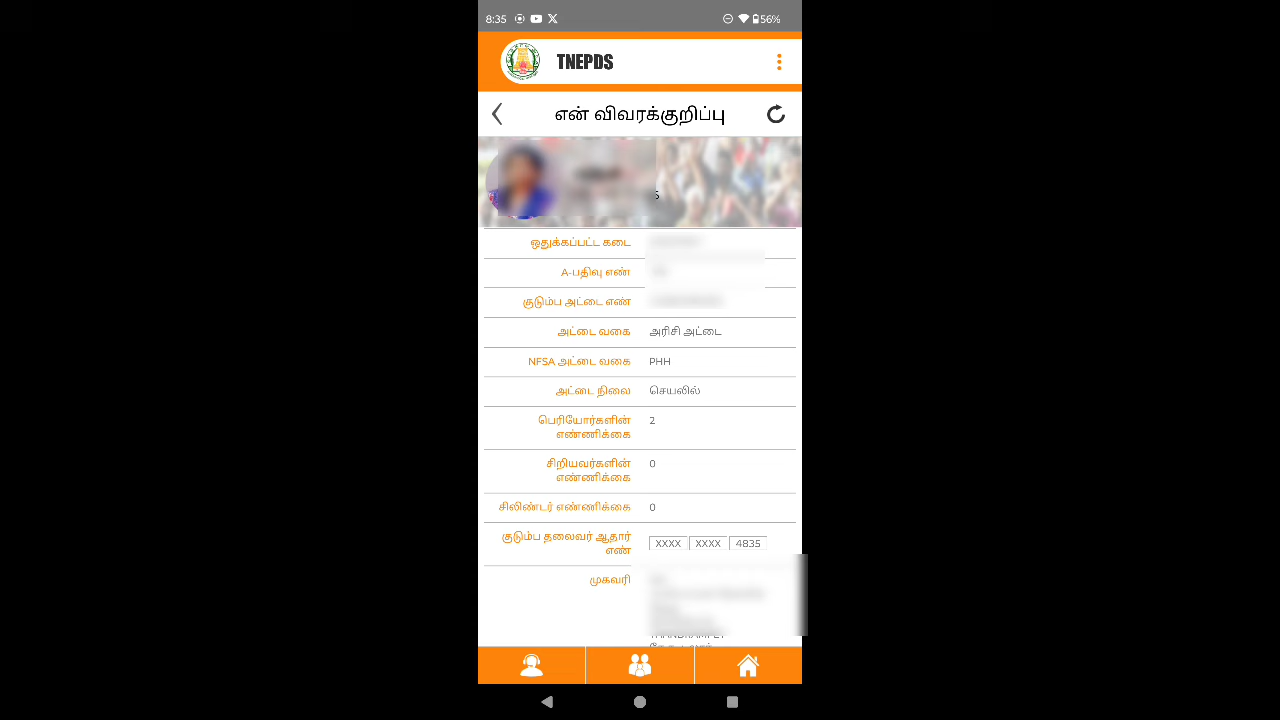 8:35
56%
TNEPDS
என் விவரக்குறிப்பு
ஒதுக்கப்பட்ட கடை
A-பதிவு எண்
குடும்ப அட்டை எண்
அட்டை வகை அரிசி அட்டை
NFSA அட்டை வகை PHH
அட்டை நிலை செயலில்
பெரியோர்களின் 2
எண்ணிக்கை
சிறியவர்களின் 0
எண்ணிக்கை
சிலிண்டர் எண்ணிக்கை 0
குடும்ப தலைவர் ஆதார்
எண் XXXX XXXX 4835
முகவரி